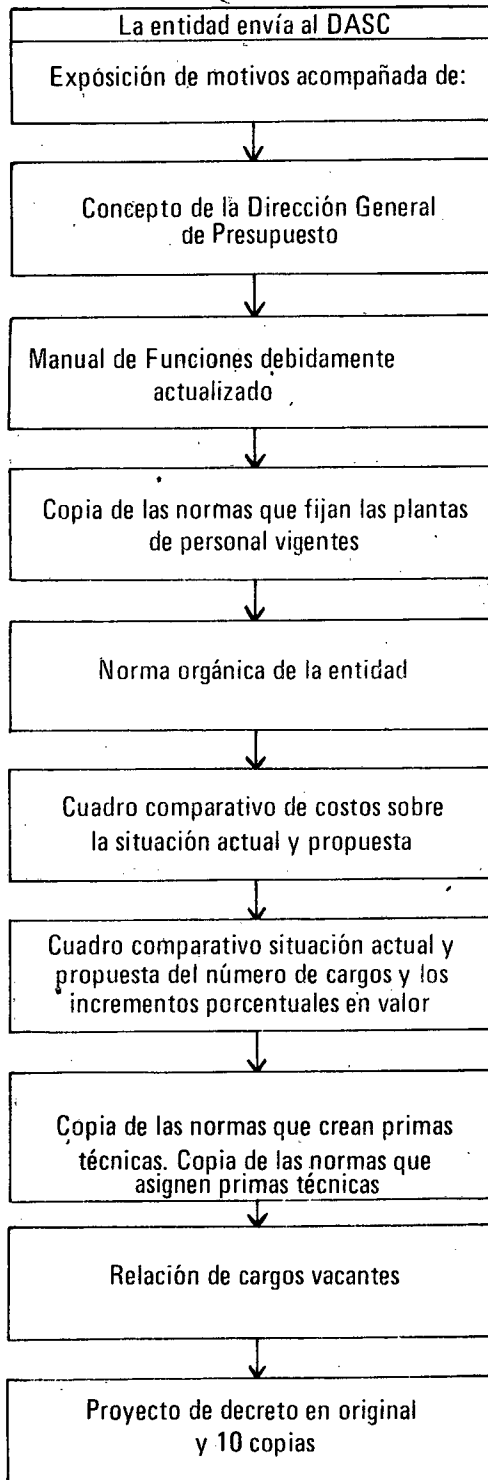 La entidad envía al DASC
Exposición de motivos acompañada de:
Concepto de la Dirección General
de Presupuesto
Manual de Funciones debidamente
actualizado
Copia de las normas que fijan las plantas
de personal vigentes
Norma orgánica de la entidad
Cuadro comparativo de costos sobre
la situación actual y propuesta
Cuadro comparativo situación actual y
propuesta del número de cargos y los
incrementos porcentuales en valor
Copia de las normas que crean primas
técnicas. Copia de las normas que
asignen primas técnicas
Relación de cargos vacantes
Proyecto de decreto en original
y 10 copias